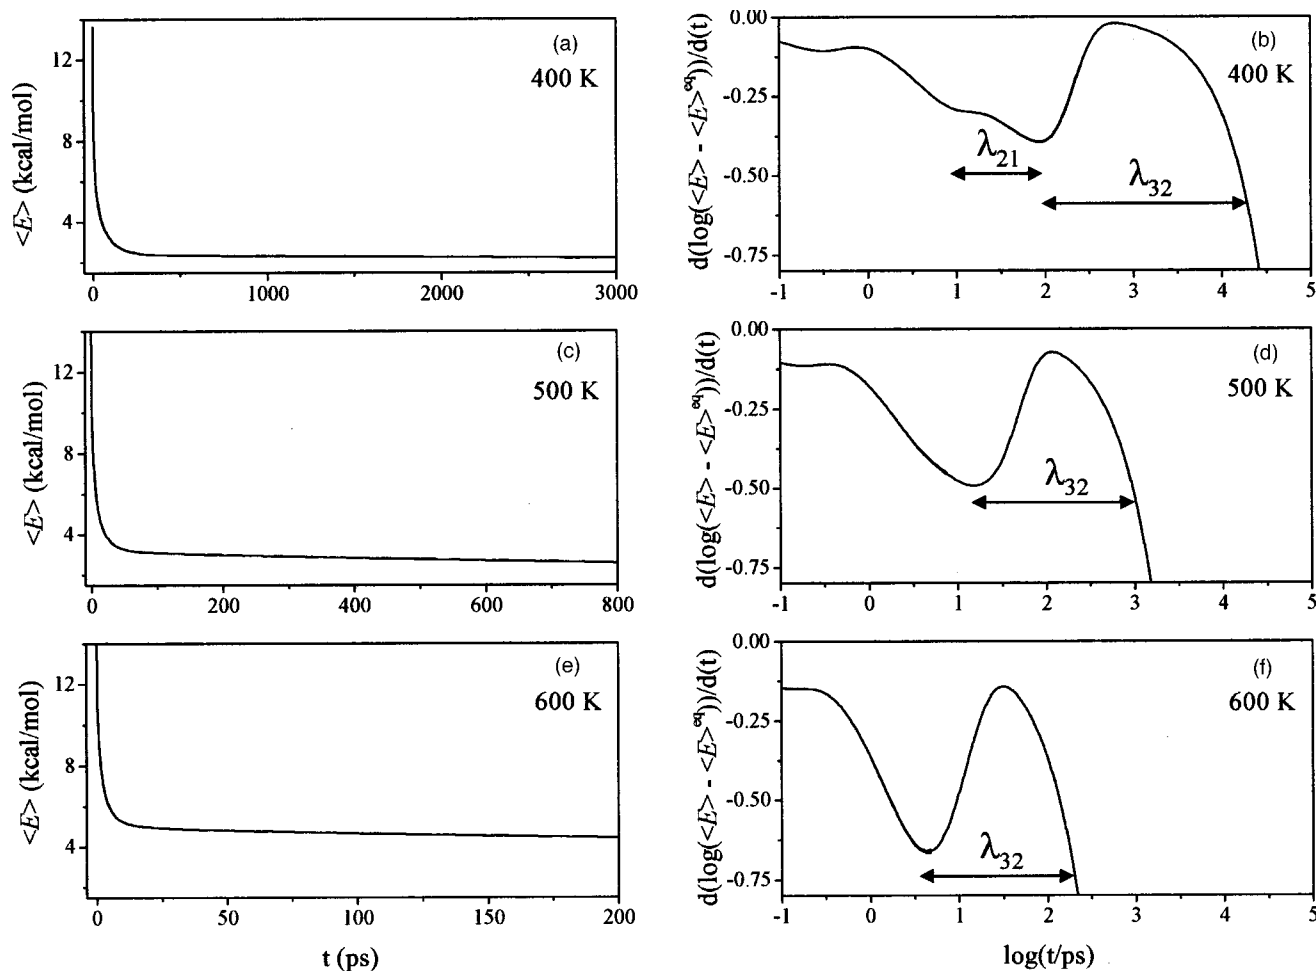 (a)
400 K
<E> (kcal/mol)
12
8
4
0
1000
2000
3000
(b)
400 K
d(log(<E> - <E>^eq))/d(t)
0.00
-0.25
-0.50
-0.75
λ21
λ32
-1
0
1
2
3
4
5
(c)
500 K
<E> (kcal/mol)
12
8
4
0
200
400
600
800
(d)
500 K
d(log(<E> - <E>^eq))/d(t)
0.00
-0.25
-0.50
-0.75
λ32
-1
0
1
2
3
4
5
(e)
600 K
<E> (kcal/mol)
12
8
4
0
50
100
150
200
t (ps)
(f)
600 K
d(log(<E> - <E>^eq))/d(t)
0.00
-0.25
-0.50
-0.75
λ32
-1
0
1
2
3
4
5
log(t/ps)